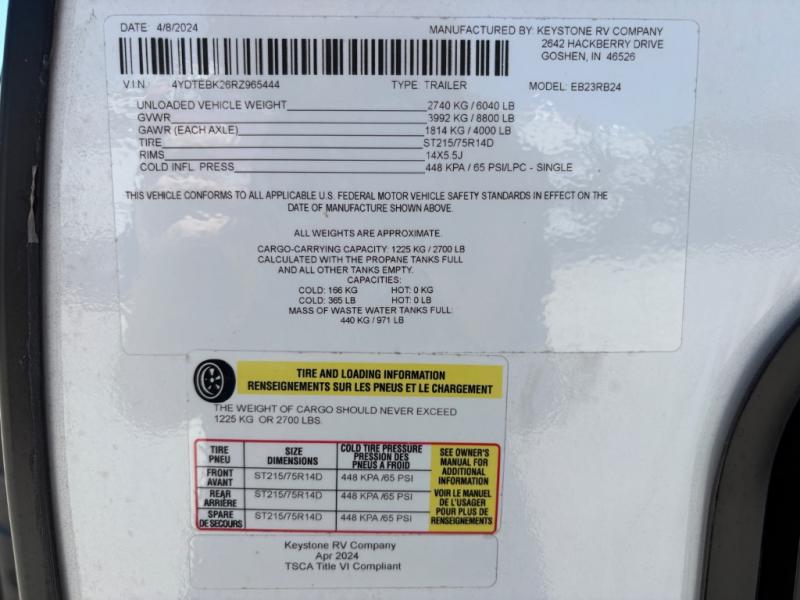 DATE: 4/8/2024 MANUFACTURED BY: KEYSTONE RV COMPANY
2642 HACKBERRY DRIVE
GOSHEN, IN 46526
V.I.N. 4YDTEBK26RZ965444 TYPE: TRAILER MODEL: EB23RB24
UNLOADED VEHICLE WEIGHT 2740 KG / 6040 LB
GVWR 3992 KG / 8800 LB
GAWR (EACH AXLE) 1814 KG / 4000 LB
TIRE ST215/75R14D
RIMS 14X5.5J
COLD INFL. PRESS 448 KPA / 65 PSI/LPC - SINGLE
THIS VEHICLE CONFORMS TO ALL APPLICABLE U.S. FEDERAL MOTOR VEHICLE SAFETY STANDARDS IN EFFECT ON THE
DATE OF MANUFACTURE SHOWN ABOVE.
ALL WEIGHTS ARE APPROXIMATE.
CARGO-CARRYING CAPACITY: 1225 KG / 2700 LB
CALCULATED WITH THE PROPANE TANKS FULL
AND ALL OTHER TANKS EMPTY.
CAPACITIES:
COLD: 166 KG HOT: 0 KG
COLD: 365 LB HOT: 0 LB
MASS OF WASTE WATER TANKS FULL:
440 KG / 971 LB
TIRE AND LOADING INFORMATION
RENSEIGNEMENTS SUR LES PNEUS ET LE CHARGEMENT
THE WEIGHT OF CARGO SHOULD NEVER EXCEED
1225 KG OR 2700 LBS.
TIRE
PNEU
SIZE
DIMENSIONS
COLD TIRE PRESSURE
PRESSION DES
PNEUS A FROID
SEE OWNER'S
MANUAL FOR
ADDITIONAL
INFORMATION
VOIR LE MANUEL
DE L'USAGER
POUR PLUS DE
RENSEIGNEMENTS
FRONT
AVANT
ST215/75R14D 448 KPA /65 PSI
REAR
ARRIÈRE
ST215/75R14D 448 KPA /65 PSI
SPARE
DE SECOURS
ST215/75R14D 448 KPA /65 PSI
Keystone RV Company
Apr 2024
TSCA Title VI Compliant